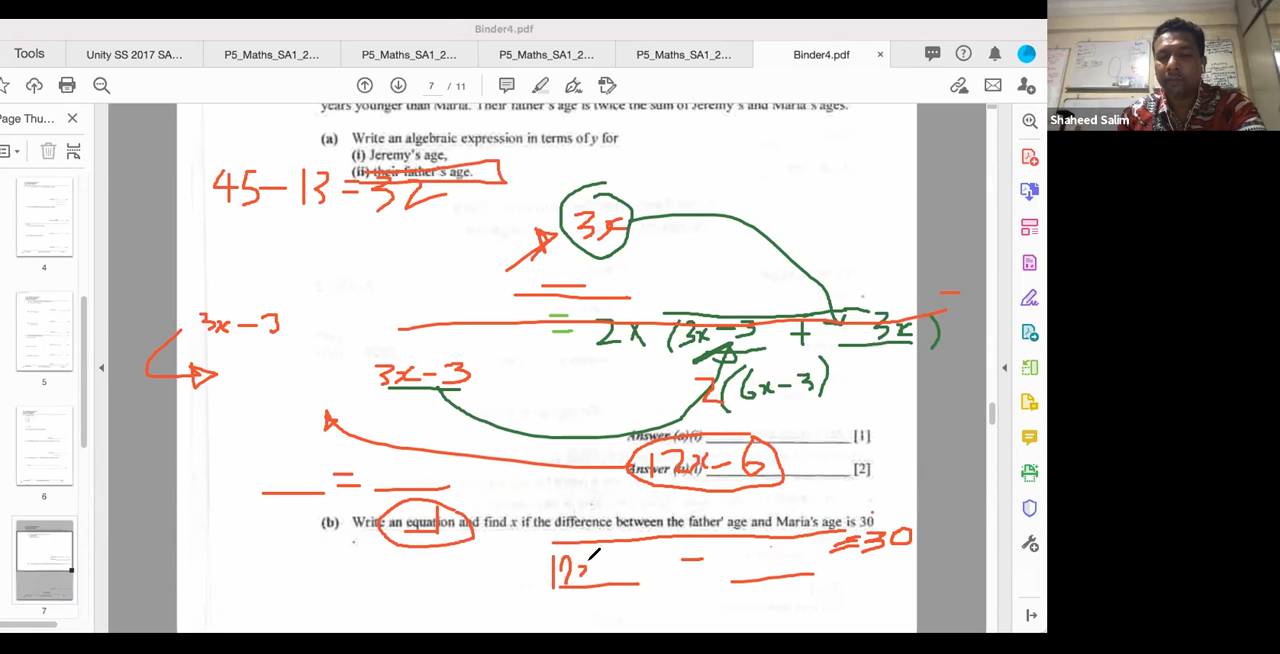 Binder4.pdf
Tools
Unity SS 2017 SA...
P5_Maths_SA1_2...
P5_Maths_SA1_2...
P5_Maths_SA1_2...
P5_Maths_SA1_2...
Binder4.pdf ×
7 / 11
Page Thu...
4
5
6
7
years younger than Maria. Their father's age is twice the sum of Jeremy's and Maria's ages.
(a) Write an algebraic expression in terms of y for
(i) Jeremy's age,
(ii) their father's age.
45 - 13 = 32
3x
3x - 3
= 2 x (3x - 3 + 3x)
3x - 3
2(6x - 3)
Answer (a)(i) [1]
12x - 6
[2]
=
(b) Write an equation and find x if the difference between the father' age and Maria's age is 30
= 30
-
Shaheed Salim